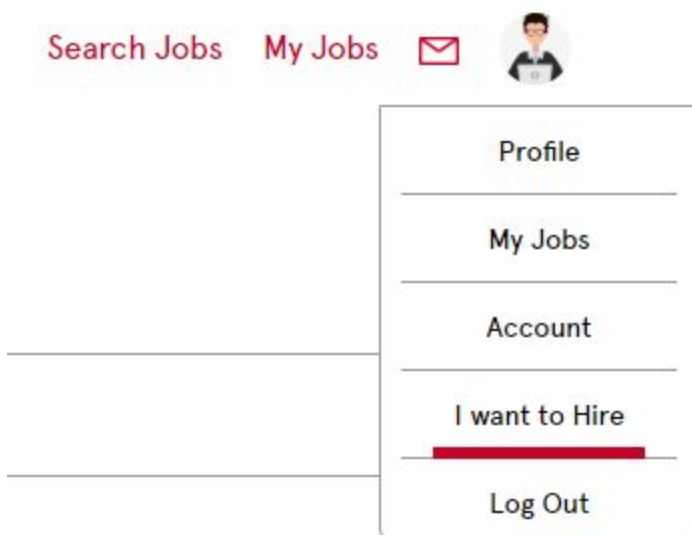 Search Jobs My Jobs
Profile
My Jobs
Account
I want to Hire
Log Out